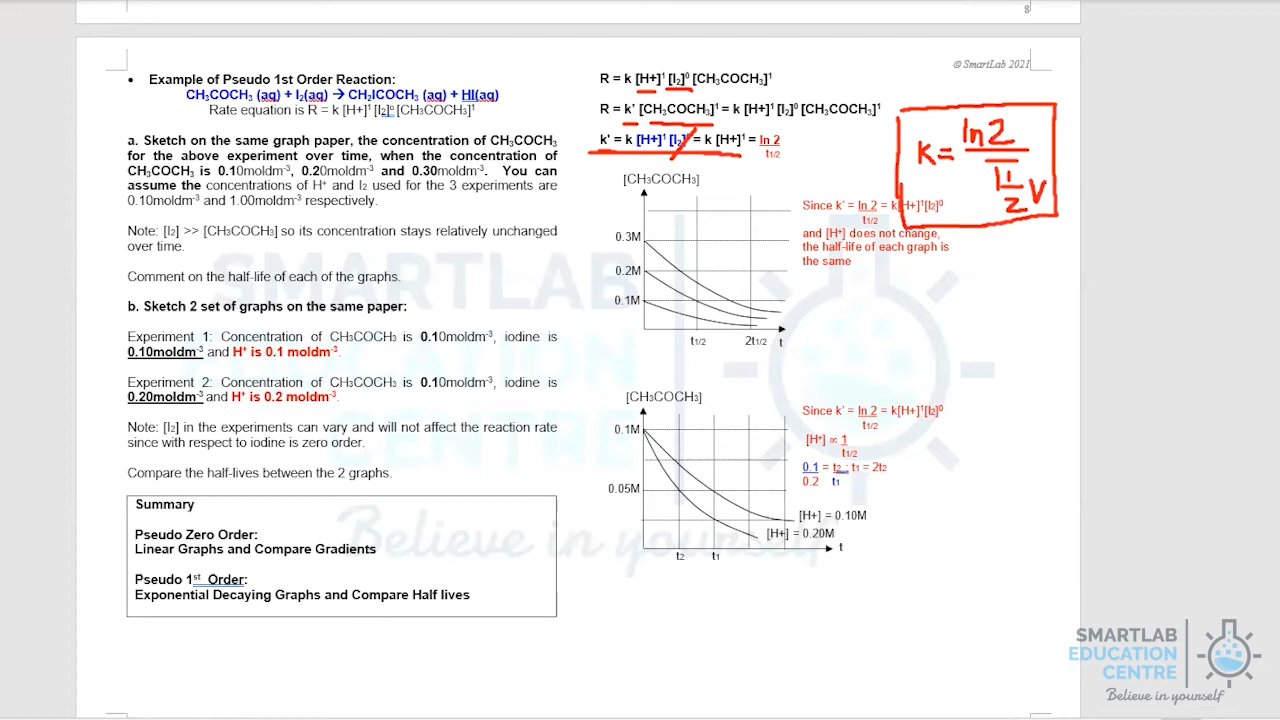 8
@ SmartLab 2021
• Example of Pseudo 1st Order Reaction:
CH₃COCH₃ (aq) + I₂(aq) → CH₂ICOCH₃ (aq) + HI(aq)
Rate equation is R = k [H+]¹ [I₂]⁰ [CH₃COCH₃]¹
a. Sketch on the same graph paper, the concentration of CH₃COCH₃
for the above experiment over time, when the concentration of
CH₃COCH₃ is 0.10moldm⁻³, 0.20moldm⁻³ and 0.30moldm⁻³. You can
assume the concentrations of H⁺ and I₂ used for the 3 experiments are
0.10moldm⁻³ and 1.00moldm⁻³ respectively.
Note: [I₂] >> [CH₃COCH₃] so its concentration stays relatively unchanged
over time.
Comment on the half-life of each of the graphs.
b. Sketch 2 set of graphs on the same paper:
Experiment 1: Concentration of CH₃COCH₃ is 0.10moldm⁻³, iodine is
0.10moldm⁻³ and H⁺ is 0.1 moldm⁻³.
Experiment 2: Concentration of CH₃COCH₃ is 0.10moldm⁻³, iodine is
0.20moldm⁻³ and H⁺ is 0.2 moldm⁻³.
Note: [I₂] in the experiments can vary and will not affect the reaction rate
since with respect to iodine is zero order.
Compare the half-lives between the 2 graphs.
Summary
Pseudo Zero Order:
Linear Graphs and Compare Gradients
Pseudo 1st Order:
Exponential Decaying Graphs and Compare Half lives
R = k [H+]¹ [I₂]⁰ [CH₃COCH₃]¹
R = k' [CH₃COCH₃]¹ = k [H+]¹ [I₂]⁰ [CH₃COCH₃]¹
k' = k [H+]¹ [I₂]⁰ = k [H+]¹ = ln 2
t1/2
K = ln 2
t½
[CH₃COCH₃]
0.3M
0.2M
0.1M
t1/2 2t1/2 t
Since k' = ln 2 = k[H+]¹[I₂]⁰
t1/2
and [H⁺] does not change,
the half-life of each graph is
the same
[CH₃COCH₃]
0.1M
0.05M
t₂ t₁ t
[H+] = 0.10M
[H+] = 0.20M
Since k' = ln 2 = k[H+]¹[I₂]⁰
t1/2
[H⁺] ∝ 1
t1/2
0.1 = t₂ ; t₁ = 2t₂
0.2 t₁
SMARTLAB
EDUCATION
CENTRE
Believe in yourself
SMARTLAB
EDUCATION
CENTRE
Believe in yourself